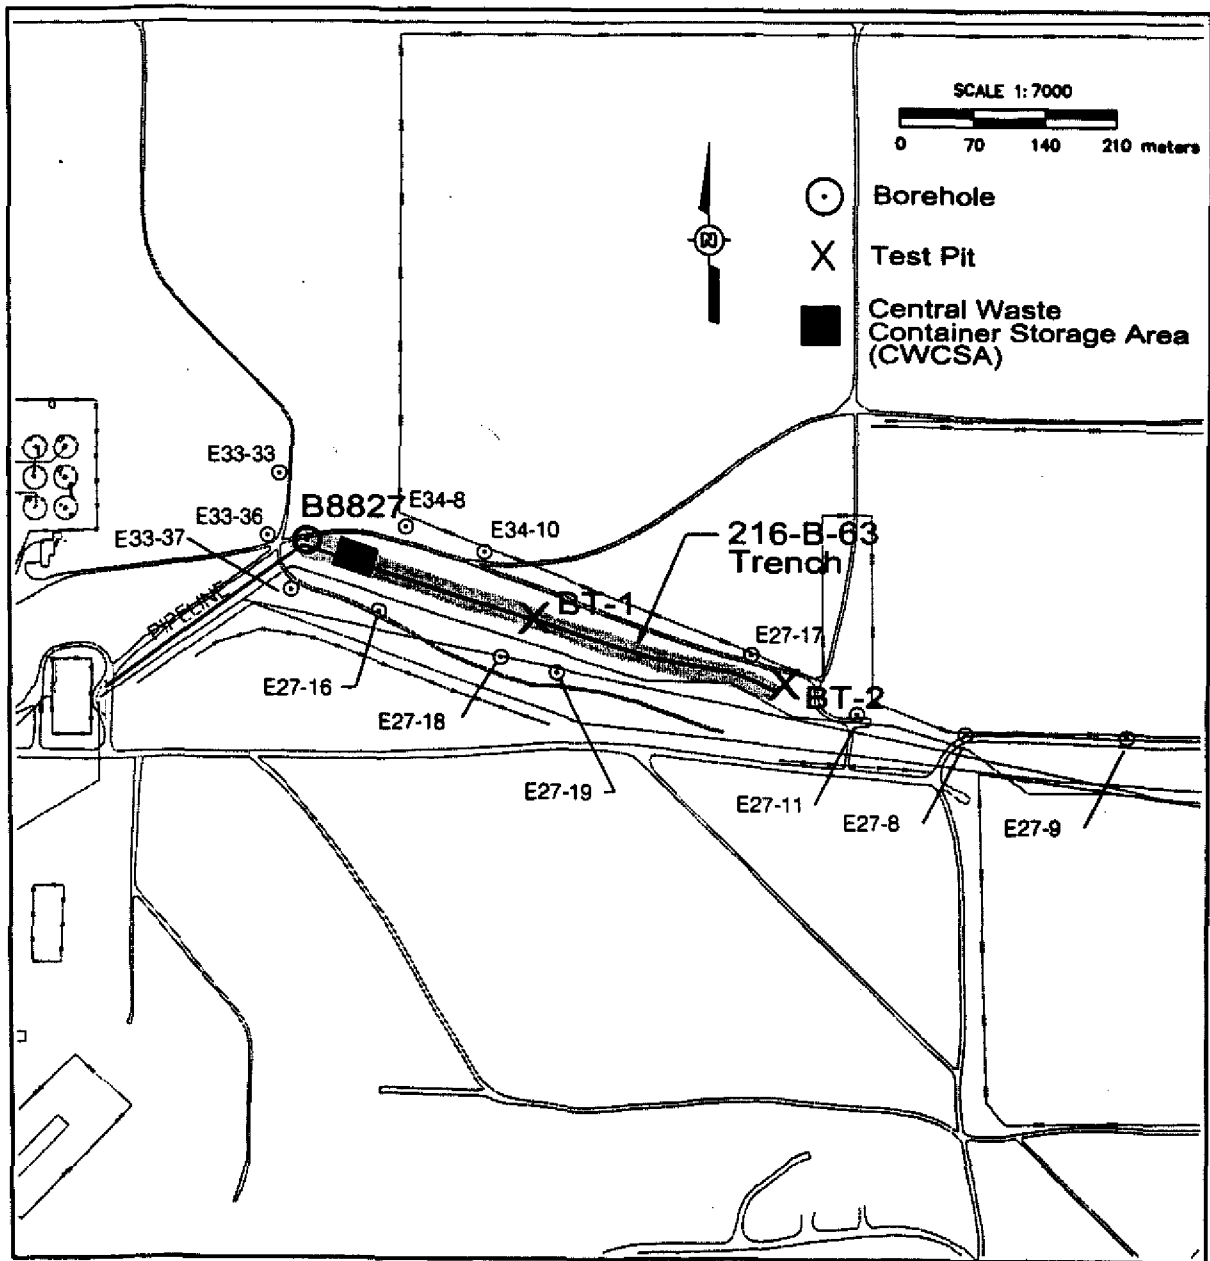 SCALE 1:7000
0 70 140 210 meters
N
Borehole
Test Pit
Central Waste
Container Storage Area
(CWCSA)
E33-33
B8827
E34-8
E33-36
E34-10
E33-37
216-B-63
Trench
PIPELINE
BT-1
E27-17
E27-16
BT-2
E27-18
E27-19
E27-11
E27-8
E27-9